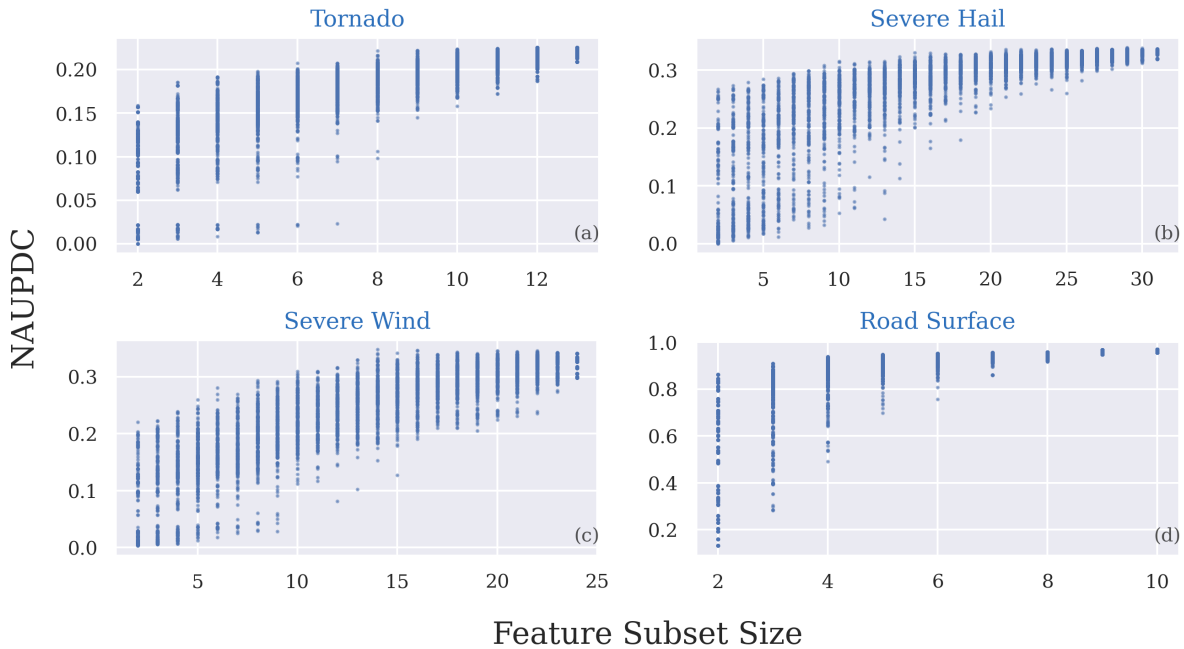 Tornado
0.20
0.15
0.10
0.05
0.00
2 4 6 8 10 12
(a)
Severe Hail
0.3
0.2
0.1
0.0
5 10 15 20 25 30
(b)
NAUPDC
Severe Wind
0.3
0.2
0.1
0.0
5 10 15 20 25
(c)
Road Surface
1.0
0.8
0.6
0.4
0.2
2 4 6 8 10
(d)
Feature Subset Size